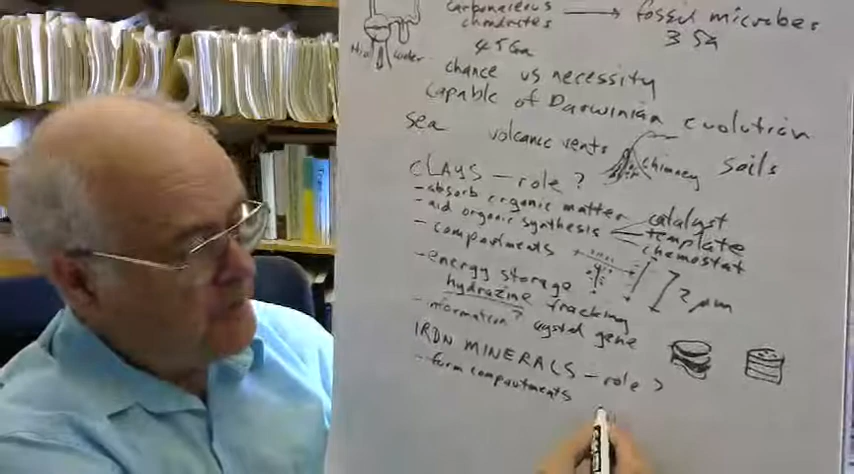 carbonaceous chondrites → fossil microbes
4.5 Ga 3.5 Ga
water
chance vs necessity
capable of Darwinian evolution
sea volcanic vents chimney soils
CLAYS - role?
- absorb organic matter
- aid organic synthesis catalyst
template
chemostat
- compartments
2 μm
- energy storage
hydrazine fracking
- information? crystal gene
IRON MINERALS - role?
- form compartments